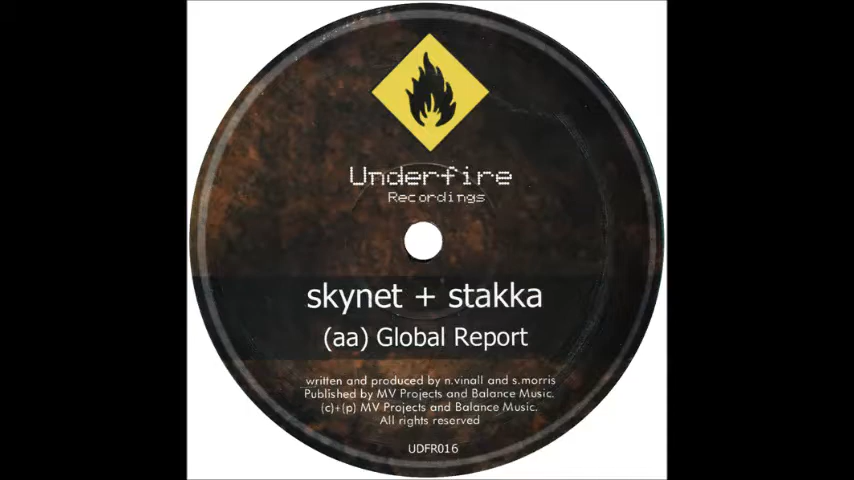 Underfire
Recordings
skynet + stakka
(aa) Global Report
written and produced by n.vinall and s.morris
Published by MV Projects and Balance Music.
(c)+(p) MV Projects and Balance Music.
All rights reserved
UDFR016